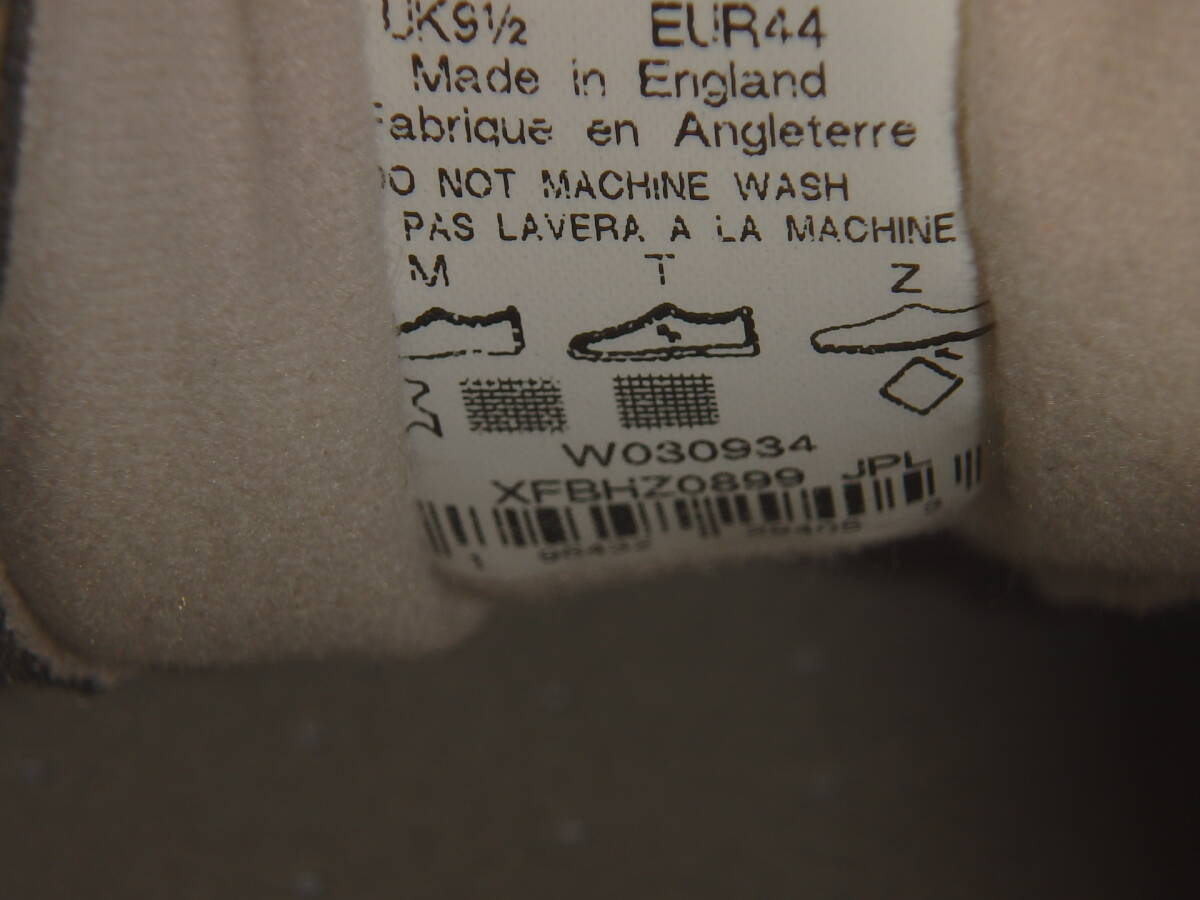 UK9½ EUR44
Made in England
Fabrique en Angleterre
DO NOT MACHINE WASH
PAS LAVERA A LA MACHINE
M T Z
W030934
XFBHZ0899 JPL
1